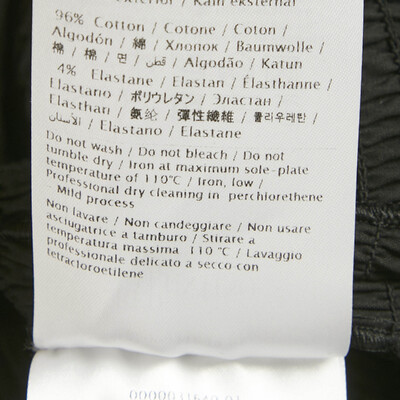 Kain eksternal
96% Cotton / Cotone / Coton /
Algodón / 綿 / Хлопок / Baumwolle /
棉 / 棉 / 면 / قطن / Algodão / Katun
4% Elastane / Elastan / Élasthanne /
Elastano / ポリウレタン / Эластан /
Elasthan / 氨纶 / 彈性纖維 / 폴리우레탄 /
الأستان / Elastano / Elastane
Do not wash / Do not bleach / Do not
tumble dry / Iron at maximum sole-plate
temperature of 110°C / Iron, low /
Professional dry cleaning in perchlorethene
Mild process
Non lavare / Non candeggiare / Non usare
asciugatrice a tamburo / Stirare a
temperatura massima 110 °C / Lavaggio
professionale delicato a secco con
tetracloroetilene